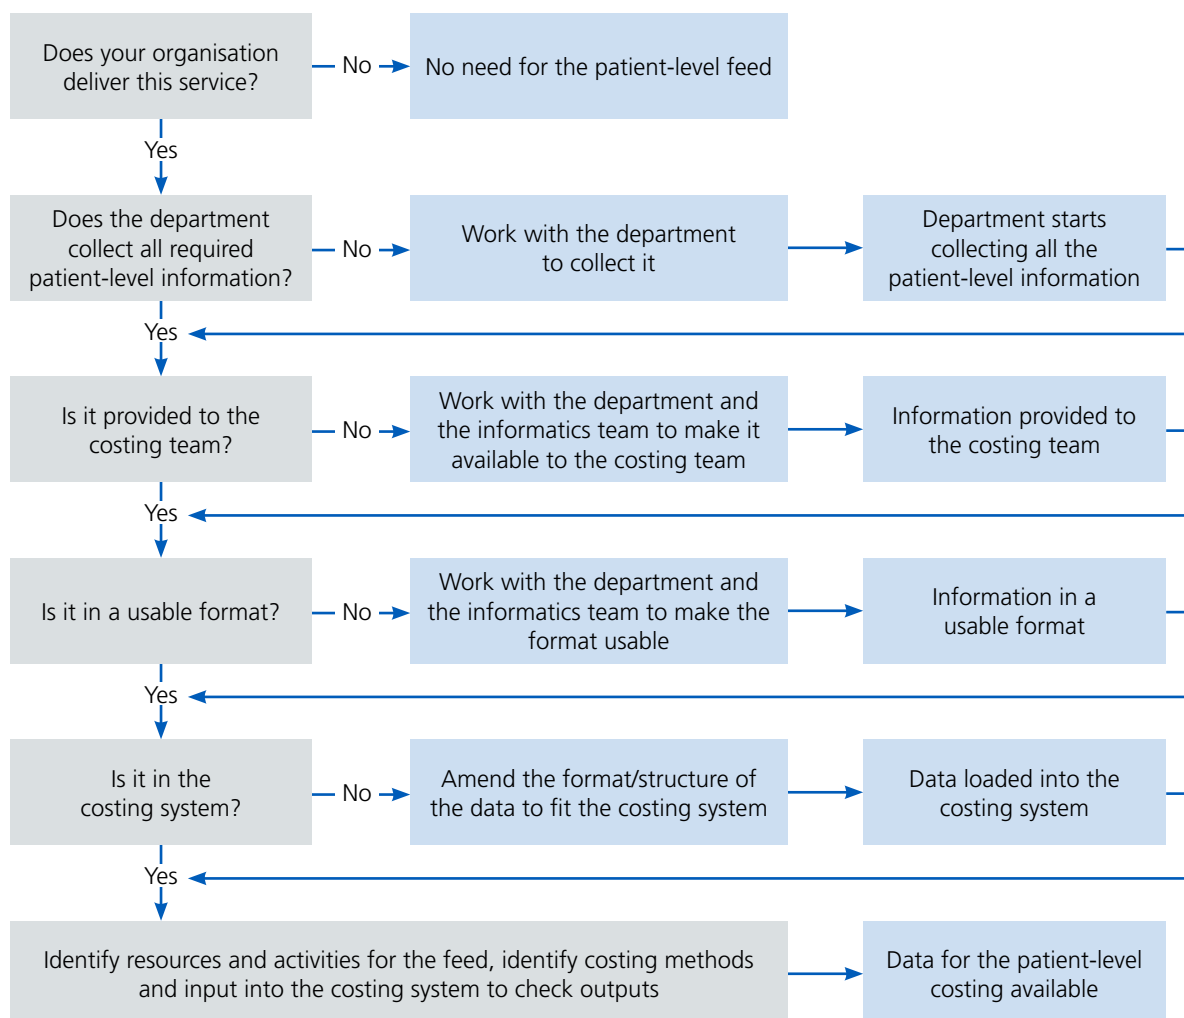 Does your organisation
deliver this service?
No
No need for the patient-level feed
Yes
Does the department
collect all required
patient-level information?
No
Work with the department
to collect it
Department starts
collecting all the
patient-level information
Yes
Is it provided to the
costing team?
No
Work with the department and
the informatics team to make it
available to the costing team
Information provided to
the costing team
Yes
Is it in a usable format?
No
Work with the department and
the informatics team to make the
format usable
Information in a
usable format
Yes
Is it in the
costing system?
No
Amend the format/structure of
the data to fit the costing system
Data loaded into the
costing system
Yes
Identify resources and activities for the feed, identify costing methods
and input into the costing system to check outputs
Data for the patient-level
costing available